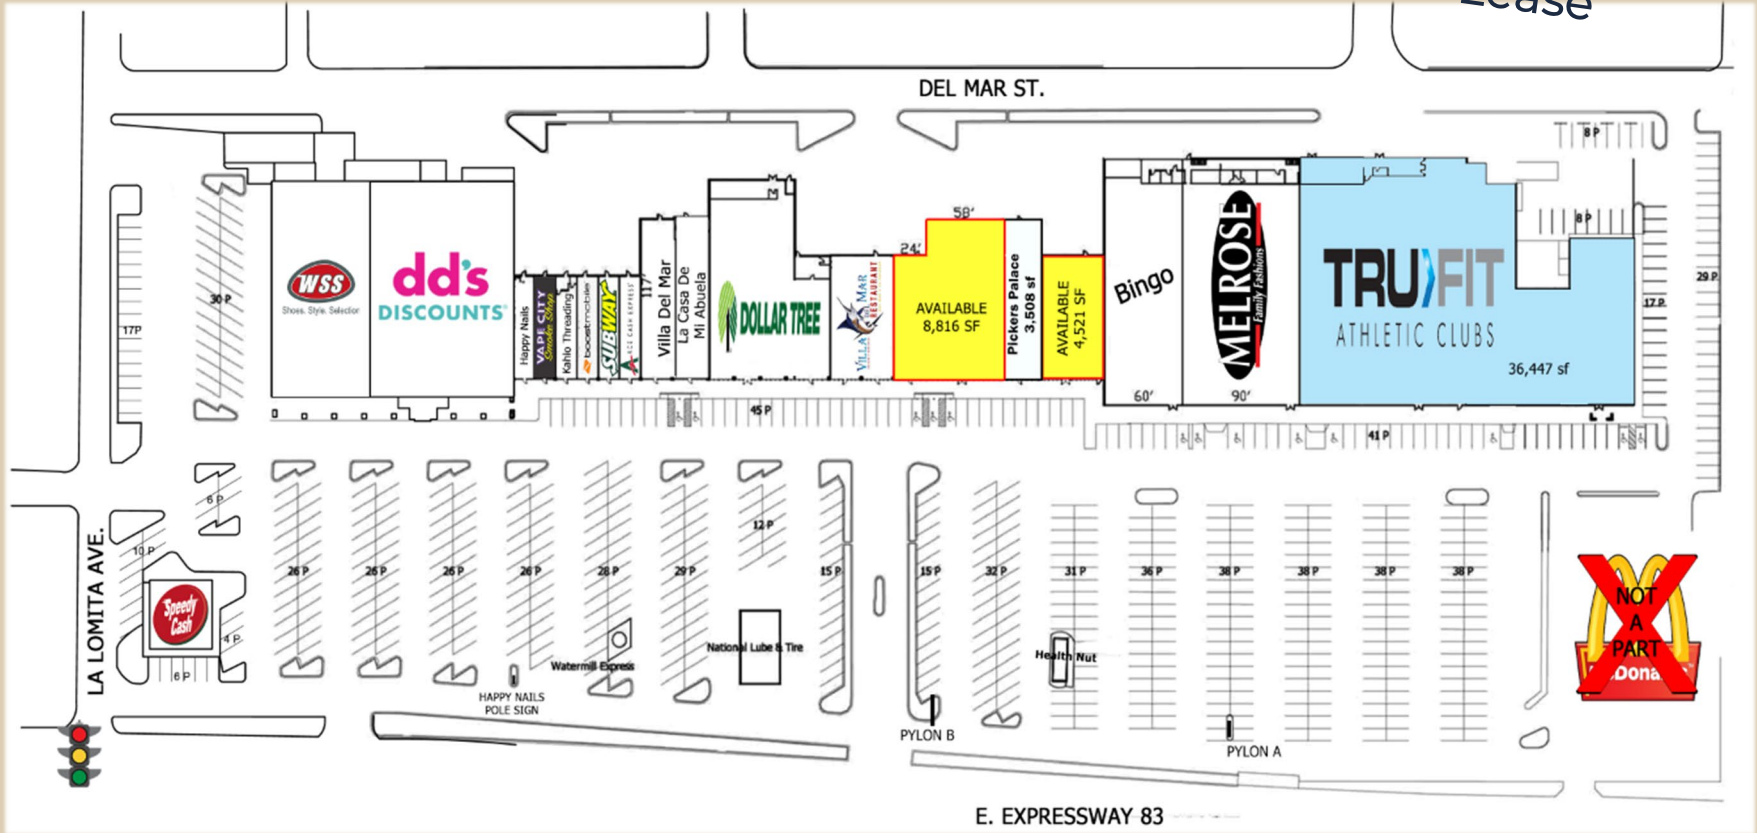 Lease
DEL MAR ST.
8 P
8 P
30 P
17P
29 P
17 P
WSS
Shoes. Style. Selection
dd's
DISCOUNTS
Happy Nails
VAPE CITY
Smoke Shop
Kahlo Threading
boostmobile
SUBWAY
ACE CASH EXPRESS
117'
Villa Del Mar
La Casa De
Mi Abuela
DOLLAR TREE
VILLA DEL MAR
RESTAURANT
24'
58'
AVAILABLE
8,816 SF
Pickers Palace
3,508 sf
AVAILABLE
4,521 SF
Bingo
60'
MELROSE
Family Fashions
90'
TRUFIT
ATHLETIC CLUBS
36,447 sf
45 P
41 P
6 P
10 P
LA LOMITA AVE.
Speedy
Cash
4 P
6 P
26 P
26 P
26 P
26 P
28 P
29 P
12 P
15 P
15 P
32 P
31 P
36 P
38 P
38 P
38 P
38 P
National Lube & Tire
Watermill Express
Health Nut
HAPPY NAILS
POLE SIGN
PYLON B
PYLON A
NOT
A
PART
E. EXPRESSWAY 83